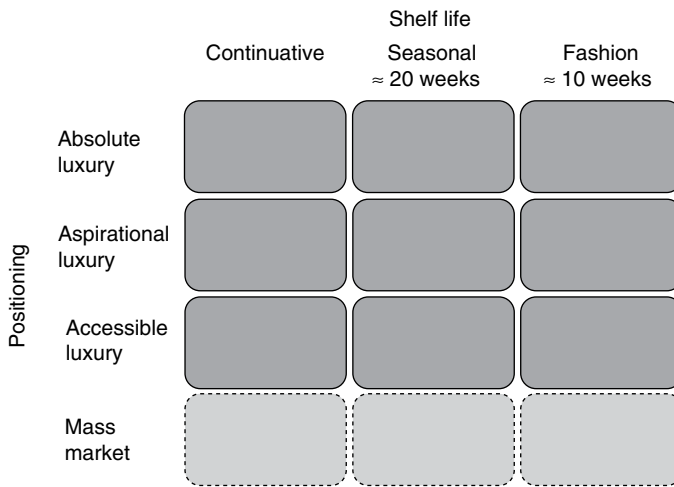 Shelf life
Continuative
Seasonal
≈ 20 weeks
Fashion
≈ 10 weeks
Positioning
Absolute
luxury
Aspirational
luxury
Accessible
luxury
Mass
market